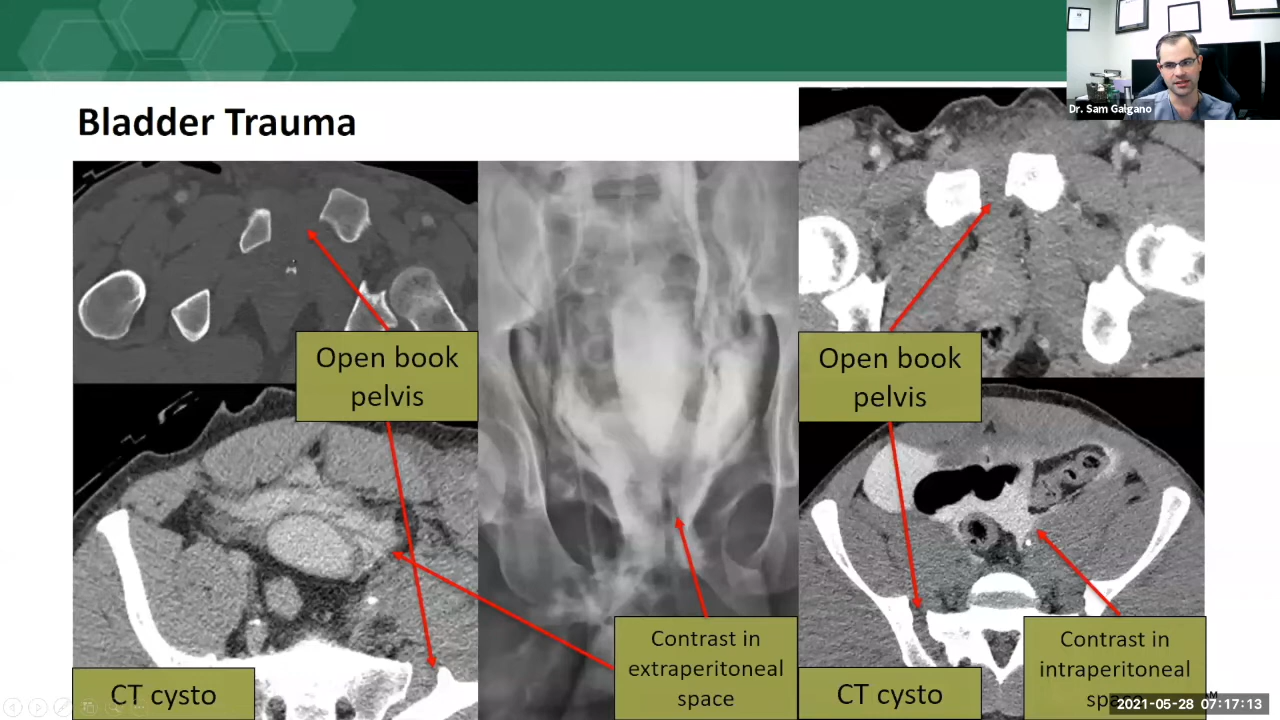 Dr. Sam Galgano
Bladder Trauma
Open book
pelvis
Open book
pelvis
Contrast in
extraperitoneal
space
Contrast in
intraperitoneal
space
CT cysto
CT cysto
2021-05-28 07:17:13